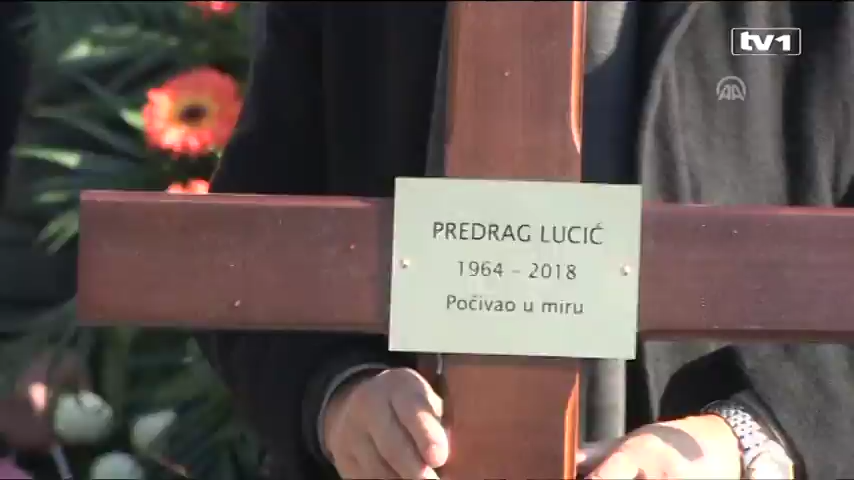 tv1
AA
PREDRAG LUCIĆ
1964 – 2018
Počivao u miru